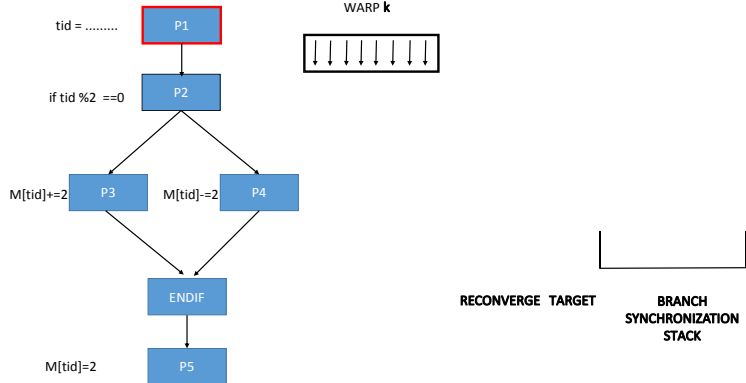 WARP k
tid = .........
P1
if tid %2 ==0
P2
M[tid]+=2
P3
M[tid]-=2
P4
ENDIF
RECONVERGE TARGET
BRANCH
SYNCHRONIZATION
STACK
M[tid]=2
P5